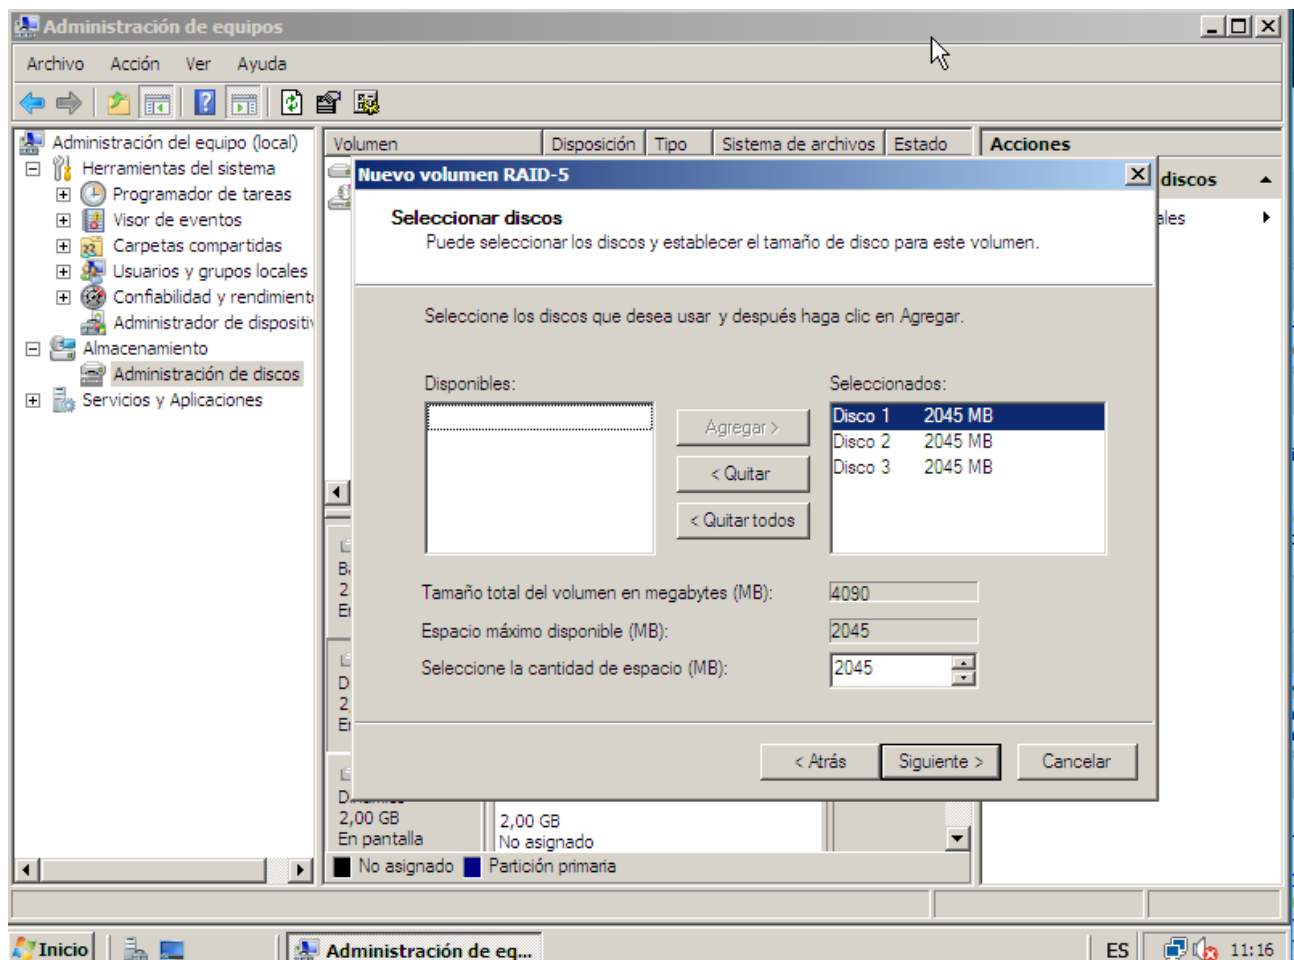 Administración de equipos
Archivo Acción Ver Ayuda
Administración del equipo (local)
Herramientas del sistema
Programador de tareas
Visor de eventos
Carpetas compartidas
Usuarios y grupos locales
Confiabilidad y rendimient
Administrador de dispositi
Almacenamiento
Administración de discos
Servicios y Aplicaciones
Volumen Disposición Tipo Sistema de archivos Estado
Acciones
discos
ales
Nuevo volumen RAID-5
Seleccionar discos
Puede seleccionar los discos y establecer el tamaño de disco para este volumen.
Seleccione los discos que desea usar y después haga clic en Agregar.
Disponibles:
Seleccionados:
Agregar >
< Quitar
< Quitar todos
Disco 1 2045 MB
Disco 2 2045 MB
Disco 3 2045 MB
Tamaño total del volumen en megabytes (MB): 4090
Espacio máximo disponible (MB): 2045
Seleccione la cantidad de espacio (MB): 2045
< Atrás Siguiente > Cancelar
2,00 GB
En pantalla
2,00 GB
No asignado
No asignado Partición primaria
Inicio
Administración de eq...
ES 11:16